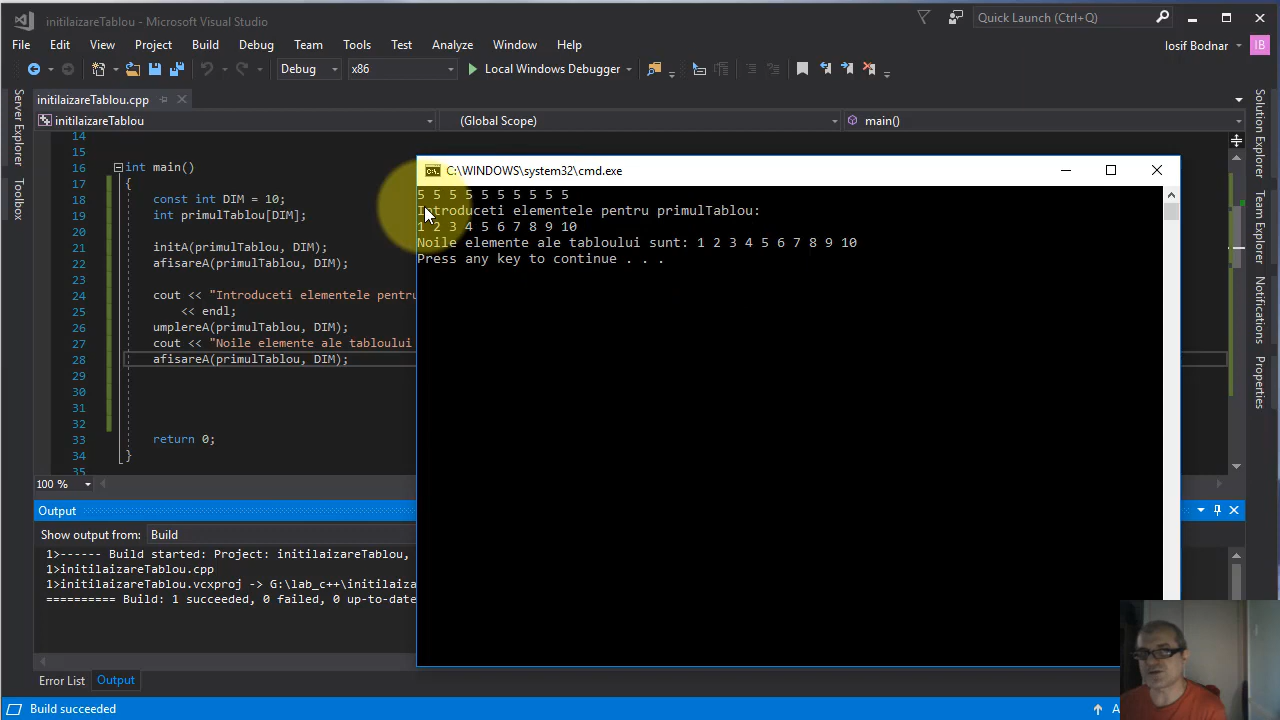 initilaizareTablou - Microsoft Visual Studio
Quick Launch (Ctrl+Q)
File Edit View Project Build Debug Team Tools Test Analyze Window Help
Iosif Bodnar
IB
Debug
x86
Local Windows Debugger
initilaizareTablou.cpp
initilaizareTablou
(Global Scope)
main()
Server Explorer
Toolbox
14
15
16 int main()
17 {
18 const int DIM = 10;
19 int primulTablou[DIM];
20
21 initA(primulTablou, DIM);
22 afisareA(primulTablou, DIM);
23
24 cout << "Introduceti elementele pentru
25 << endl;
26 umplereA(primulTablou, DIM);
27 cout << "Noile elemente ale tabloului
28 afisareA(primulTablou, DIM);
29
30
31
32
33 return 0;
34 }
35
100 %
C:\WINDOWS\system32\cmd.exe
5 5 5 5 5 5 5 5 5 5
Introduceti elementele pentru primulTablou:
1 2 3 4 5 6 7 8 9 10
Noile elemente ale tabloului sunt: 1 2 3 4 5 6 7 8 9 10
Press any key to continue . . .
Solution Explorer
Team Explorer
Notifications
Properties
Output
Show output from: Build
1>------ Build started: Project: initilaizareTablou,
1>initilaizareTablou.cpp
1>initilaizareTablou.vcxproj -> G:\lab_c++\initilaiza
========== Build: 1 succeeded, 0 failed, 0 up-to-date
Error List Output
Build succeeded